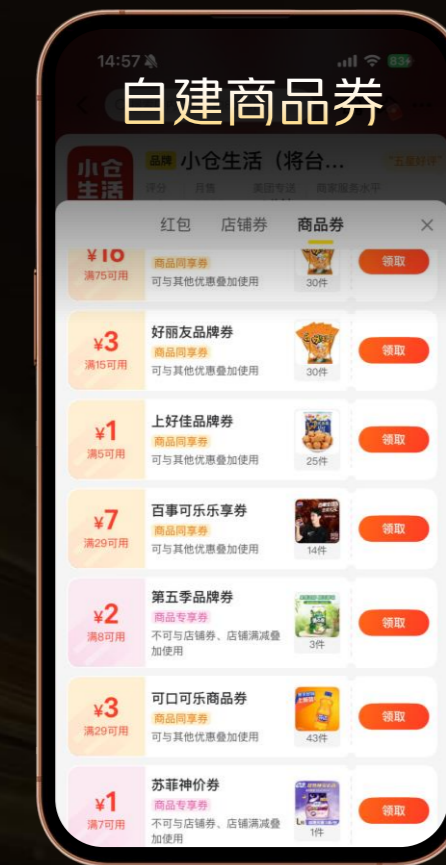 14:57
83
自建商品券
小仓生活
品牌 小仓生活（将台...
"五星好评"
评分 月售 美团专送 商家服务水平
红包 店铺券 商品券 ×
¥18
满75可用
商品同享券
可与其他优惠叠加使用
30件
领取
¥3
满15可用
好丽友品牌券
商品同享券
可与其他优惠叠加使用
30件
领取
¥1
满5可用
上好佳品牌券
商品同享券
可与其他优惠叠加使用
25件
领取
¥7
满29可用
百事可乐乐享券
商品同享券
可与其他优惠叠加使用
14件
领取
¥2
满8可用
第五季品牌券
商品专享券
不可与店铺券、店铺满减叠
加使用
3件
领取
¥3
满29可用
可口可乐商品券
商品同享券
可与其他优惠叠加使用
43件
领取
¥1
满7可用
苏菲神价券
商品专享券
不可与店铺券、店铺满减叠
加使用
1件
领取